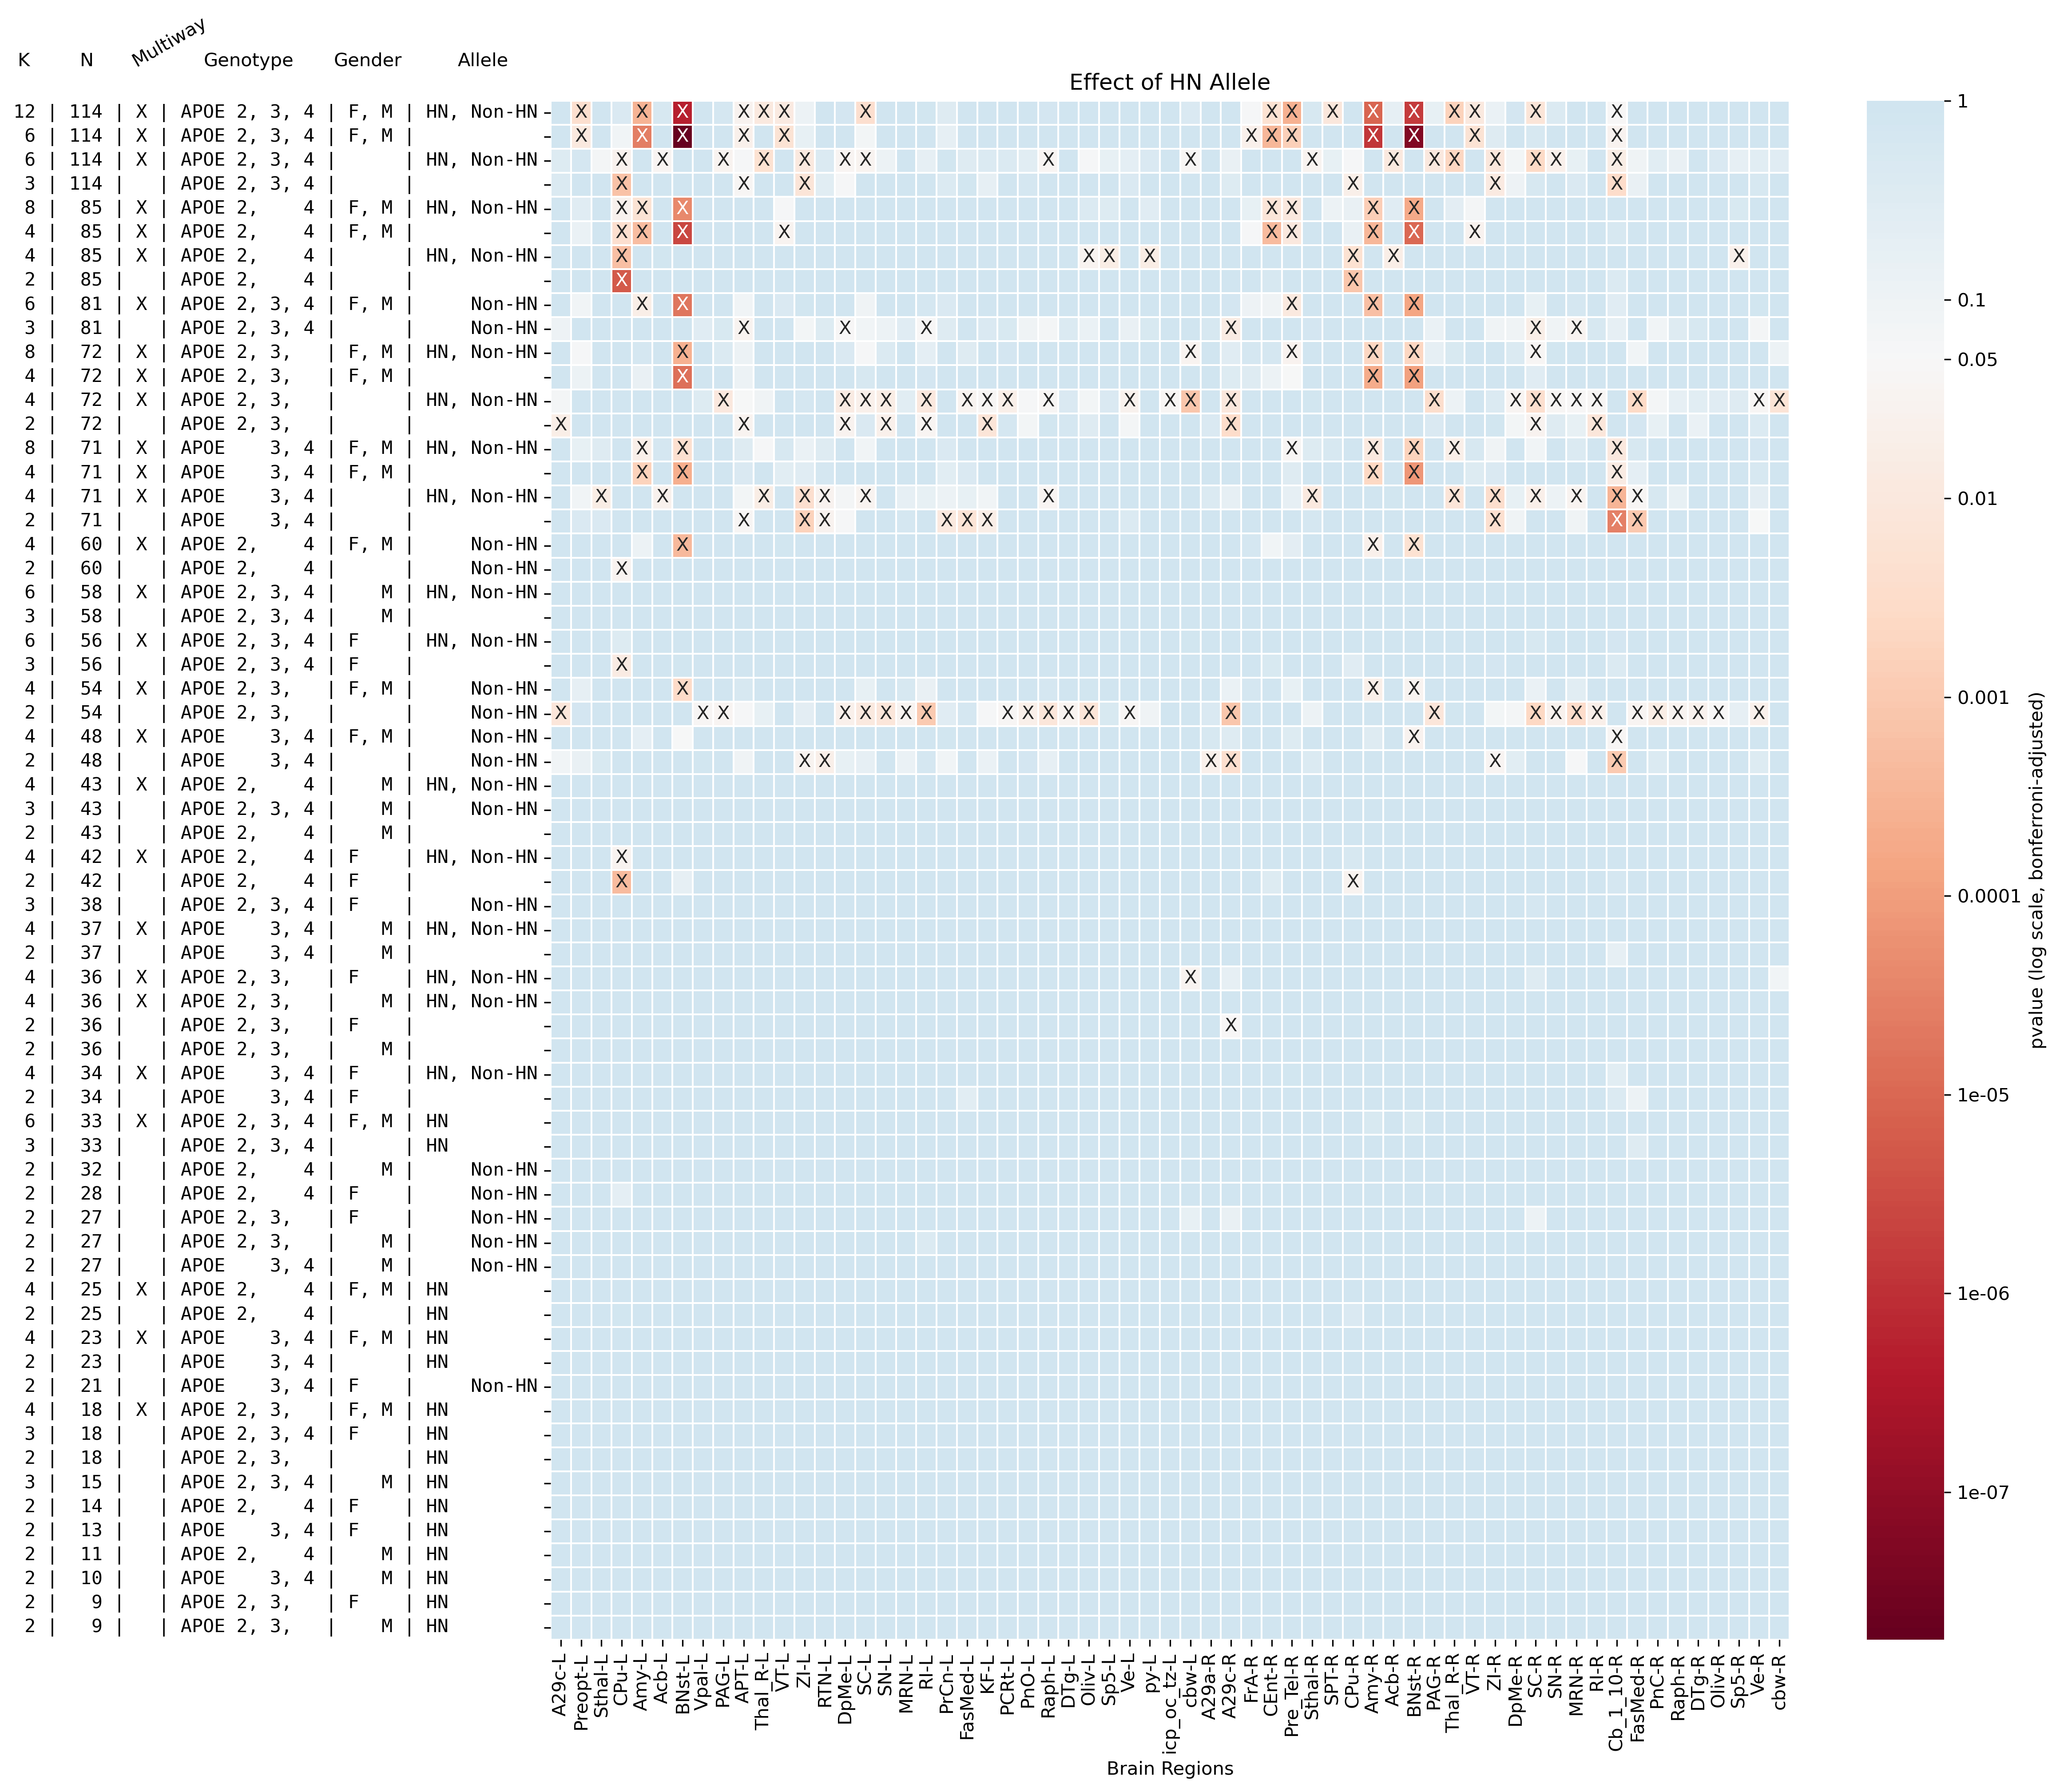 Multiway
K N Genotype Gender Allele
Effect of HN Allele
12 | 114 | X | APOE 2, 3, 4 | F, M | HN, Non-HN X X X X X X X X X X X X X X X X X X
6 | 114 | X | APOE 2, 3, 4 | F, M | X X X X X X X X X X X X
6 | 114 | X | APOE 2, 3, 4 | | HN, Non-HN X X X X X X X X X X X X X X X X X
3 | 114 | | APOE 2, 3, 4 | | X X X X X X
8 | 85 | X | APOE 2, 4 | F, M | HN, Non-HN X X X X X X X
4 | 85 | X | APOE 2, 4 | F, M | X X X X X X X X X
4 | 85 | X | APOE 2, 4 | | HN, Non-HN X X X X X X X
2 | 85 | | APOE 2, 4 | | X X
6 | 81 | X | APOE 2, 3, 4 | F, M | Non-HN X X X X X
3 | 81 | | APOE 2, 3, 4 | | Non-HN X X X X X X
8 | 72 | X | APOE 2, 3, | F, M | HN, Non-HN X X X X X X
4 | 72 | X | APOE 2, 3, | F, M | X X X
4 | 72 | X | APOE 2, 3, | | HN, Non-HN X X X X X X X X X X X X X X X X X X X X X X
2 | 72 | | APOE 2, 3, | | X X X X X X X X X
8 | 71 | X | APOE 3, 4 | F, M | HN, Non-HN X X X X X X X
4 | 71 | X | APOE 3, 4 | F, M | X X X X X
4 | 71 | X | APOE 3, 4 | | HN, Non-HN X X X X X X X X X X X X X X
2 | 71 | | APOE 3, 4 | | X X X X X X X X X
4 | 60 | X | APOE 2, 4 | F, M | Non-HN X X X
2 | 60 | | APOE 2, 4 | | Non-HN X
6 | 58 | X | APOE 2, 3, 4 | M | HN, Non-HN
3 | 58 | | APOE 2, 3, 4 | M |
6 | 56 | X | APOE 2, 3, 4 | F | HN, Non-HN
3 | 56 | | APOE 2, 3, 4 | F | X
4 | 54 | X | APOE 2, 3, | F, M | Non-HN X X X
2 | 54 | | APOE 2, 3, | | Non-HN X X X X X X X X X X X X X X X X X X X X X X X X X X
4 | 48 | X | APOE 3, 4 | F, M | Non-HN X X
2 | 48 | | APOE 3, 4 | | Non-HN X X X X X X
4 | 43 | X | APOE 2, 4 | M | HN, Non-HN
3 | 43 | | APOE 2, 3, 4 | M | Non-HN
2 | 43 | | APOE 2, 4 | M |
4 | 42 | X | APOE 2, 4 | F | HN, Non-HN X
2 | 42 | | APOE 2, 4 | F | X X
3 | 38 | | APOE 2, 3, 4 | F | Non-HN
4 | 37 | X | APOE 3, 4 | M | HN, Non-HN
2 | 37 | | APOE 3, 4 | M |
4 | 36 | X | APOE 2, 3, | F | HN, Non-HN X
4 | 36 | X | APOE 2, 3, | M | HN, Non-HN
2 | 36 | | APOE 2, 3, | F | X
2 | 36 | | APOE 2, 3, | M |
4 | 34 | X | APOE 3, 4 | F | HN, Non-HN
2 | 34 | | APOE 3, 4 | F |
6 | 33 | X | APOE 2, 3, 4 | F, M | HN
3 | 33 | | APOE 2, 3, 4 | | HN
2 | 32 | | APOE 2, 4 | M | Non-HN
2 | 28 | | APOE 2, 4 | F | Non-HN
2 | 27 | | APOE 2, 3, | F | Non-HN
2 | 27 | | APOE 2, 3, | M | Non-HN
2 | 27 | | APOE 3, 4 | M | Non-HN
4 | 25 | X | APOE 2, 4 | F, M | HN
2 | 25 | | APOE 2, 4 | | HN
4 | 23 | X | APOE 3, 4 | F, M | HN
2 | 23 | | APOE 3, 4 | | HN
2 | 21 | | APOE 3, 4 | F | Non-HN
4 | 18 | X | APOE 2, 3, | F, M | HN
3 | 18 | | APOE 2, 3, 4 | F | HN
2 | 18 | | APOE 2, 3, | | HN
3 | 15 | | APOE 2, 3, 4 | M | HN
2 | 14 | | APOE 2, 4 | F | HN
2 | 13 | | APOE 3, 4 | F | HN
2 | 11 | | APOE 2, 4 | M | HN
2 | 10 | | APOE 3, 4 | M | HN
2 | 9 | | APOE 2, 3, | F | HN
2 | 9 | | APOE 2, 3, | M | HN
A29c-L
Preopt-L
Sthal-L
CPu-L
Amy-L
Acb-L
BNst-L
Vpal-L
PAG-L
APT-L
Thal_R-L
VT-L
ZI-L
RTN-L
DpMe-L
SC-L
SN-L
MRN-L
RI-L
PrCn-L
FasMed-L
KF-L
PCRt-L
PnO-L
Raph-L
DTg-L
Oliv-L
Sp5-L
Ve-L
py-L
icp_oc_tz-L
cbw-L
A29a-R
A29c-R
FrA-R
CEnt-R
Pre_Tel-R
Sthal-R
SPT-R
CPu-R
Amy-R
Acb-R
BNst-R
PAG-R
Thal_R-R
VT-R
ZI-R
DpMe-R
SC-R
SN-R
MRN-R
RI-R
Cb_1_10-R
FasMed-R
PnC-R
Raph-R
DTg-R
Oliv-R
Sp5-R
Ve-R
cbw-R
Brain Regions
1
0.1
0.05
0.01
0.001
0.0001
1e-05
1e-06
1e-07
pvalue (log scale, bonferroni-adjusted)